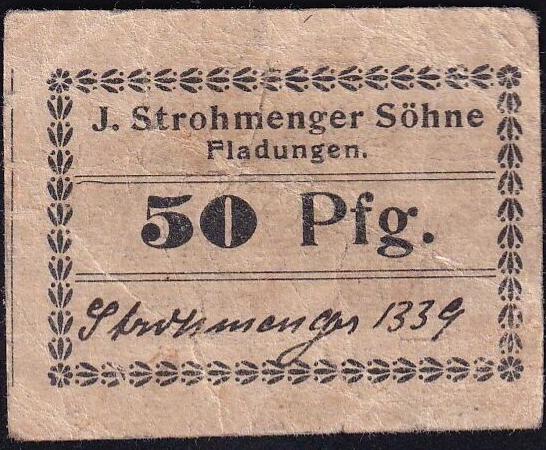 J. Strohmenger Söhne
Fladungen.
50 Pfg.
Strohmenger 1339